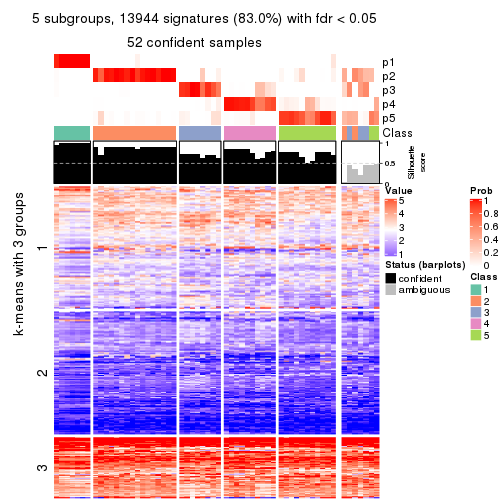 5 subgroups, 13944 signatures (83.0%) with fdr < 0.05
52 confident samples
p1
p2
p3
p4
p5
Class
1
0.5
0
Silhouette
score
k-means with 3 groups
1
2
3
Value
5
4
3
2
1
Status (barplots)
confident
ambiguous
Prob
1
0.8
0.6
0.4
0.2
0
Class
1
2
3
4
5